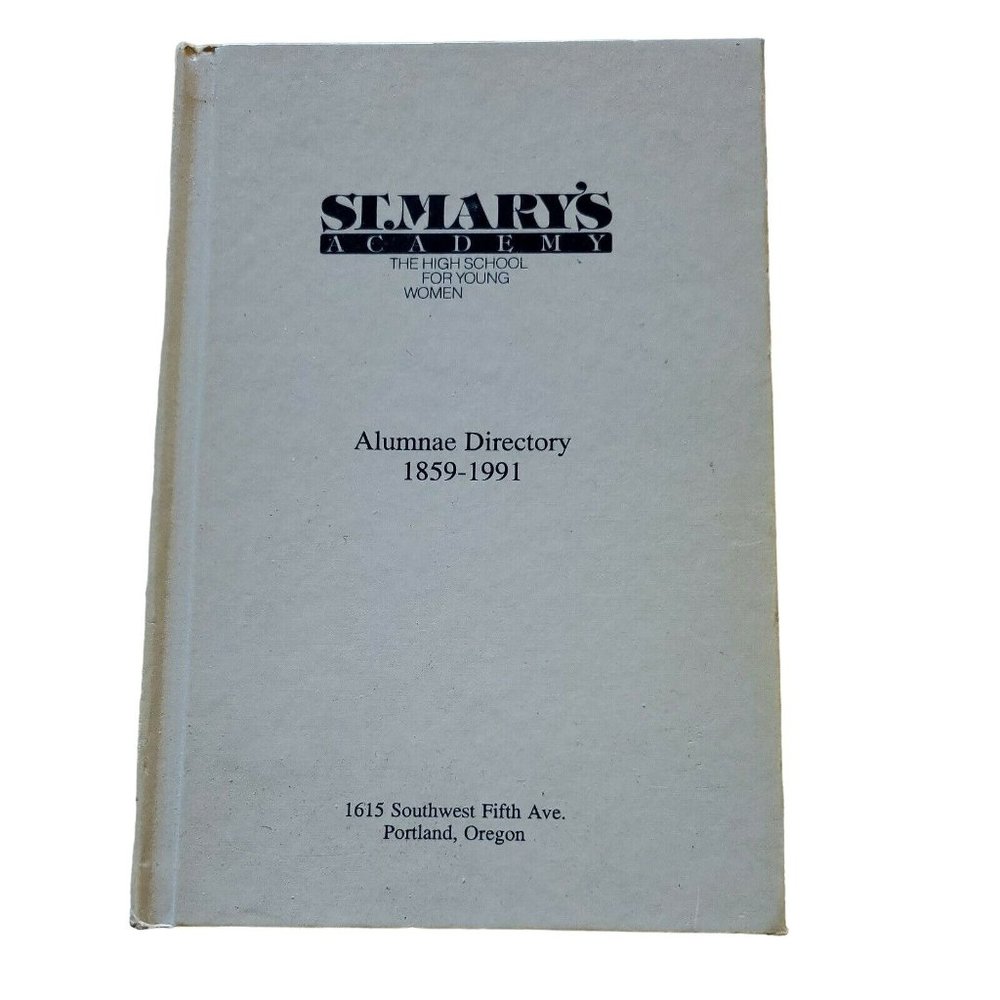 ST. MARY'S
ACADEMY
THE HIGH SCHOOL
FOR YOUNG
WOMEN
Alumnae Directory
1859-1991
1615 Southwest Fifth Ave.
Portland, Oregon